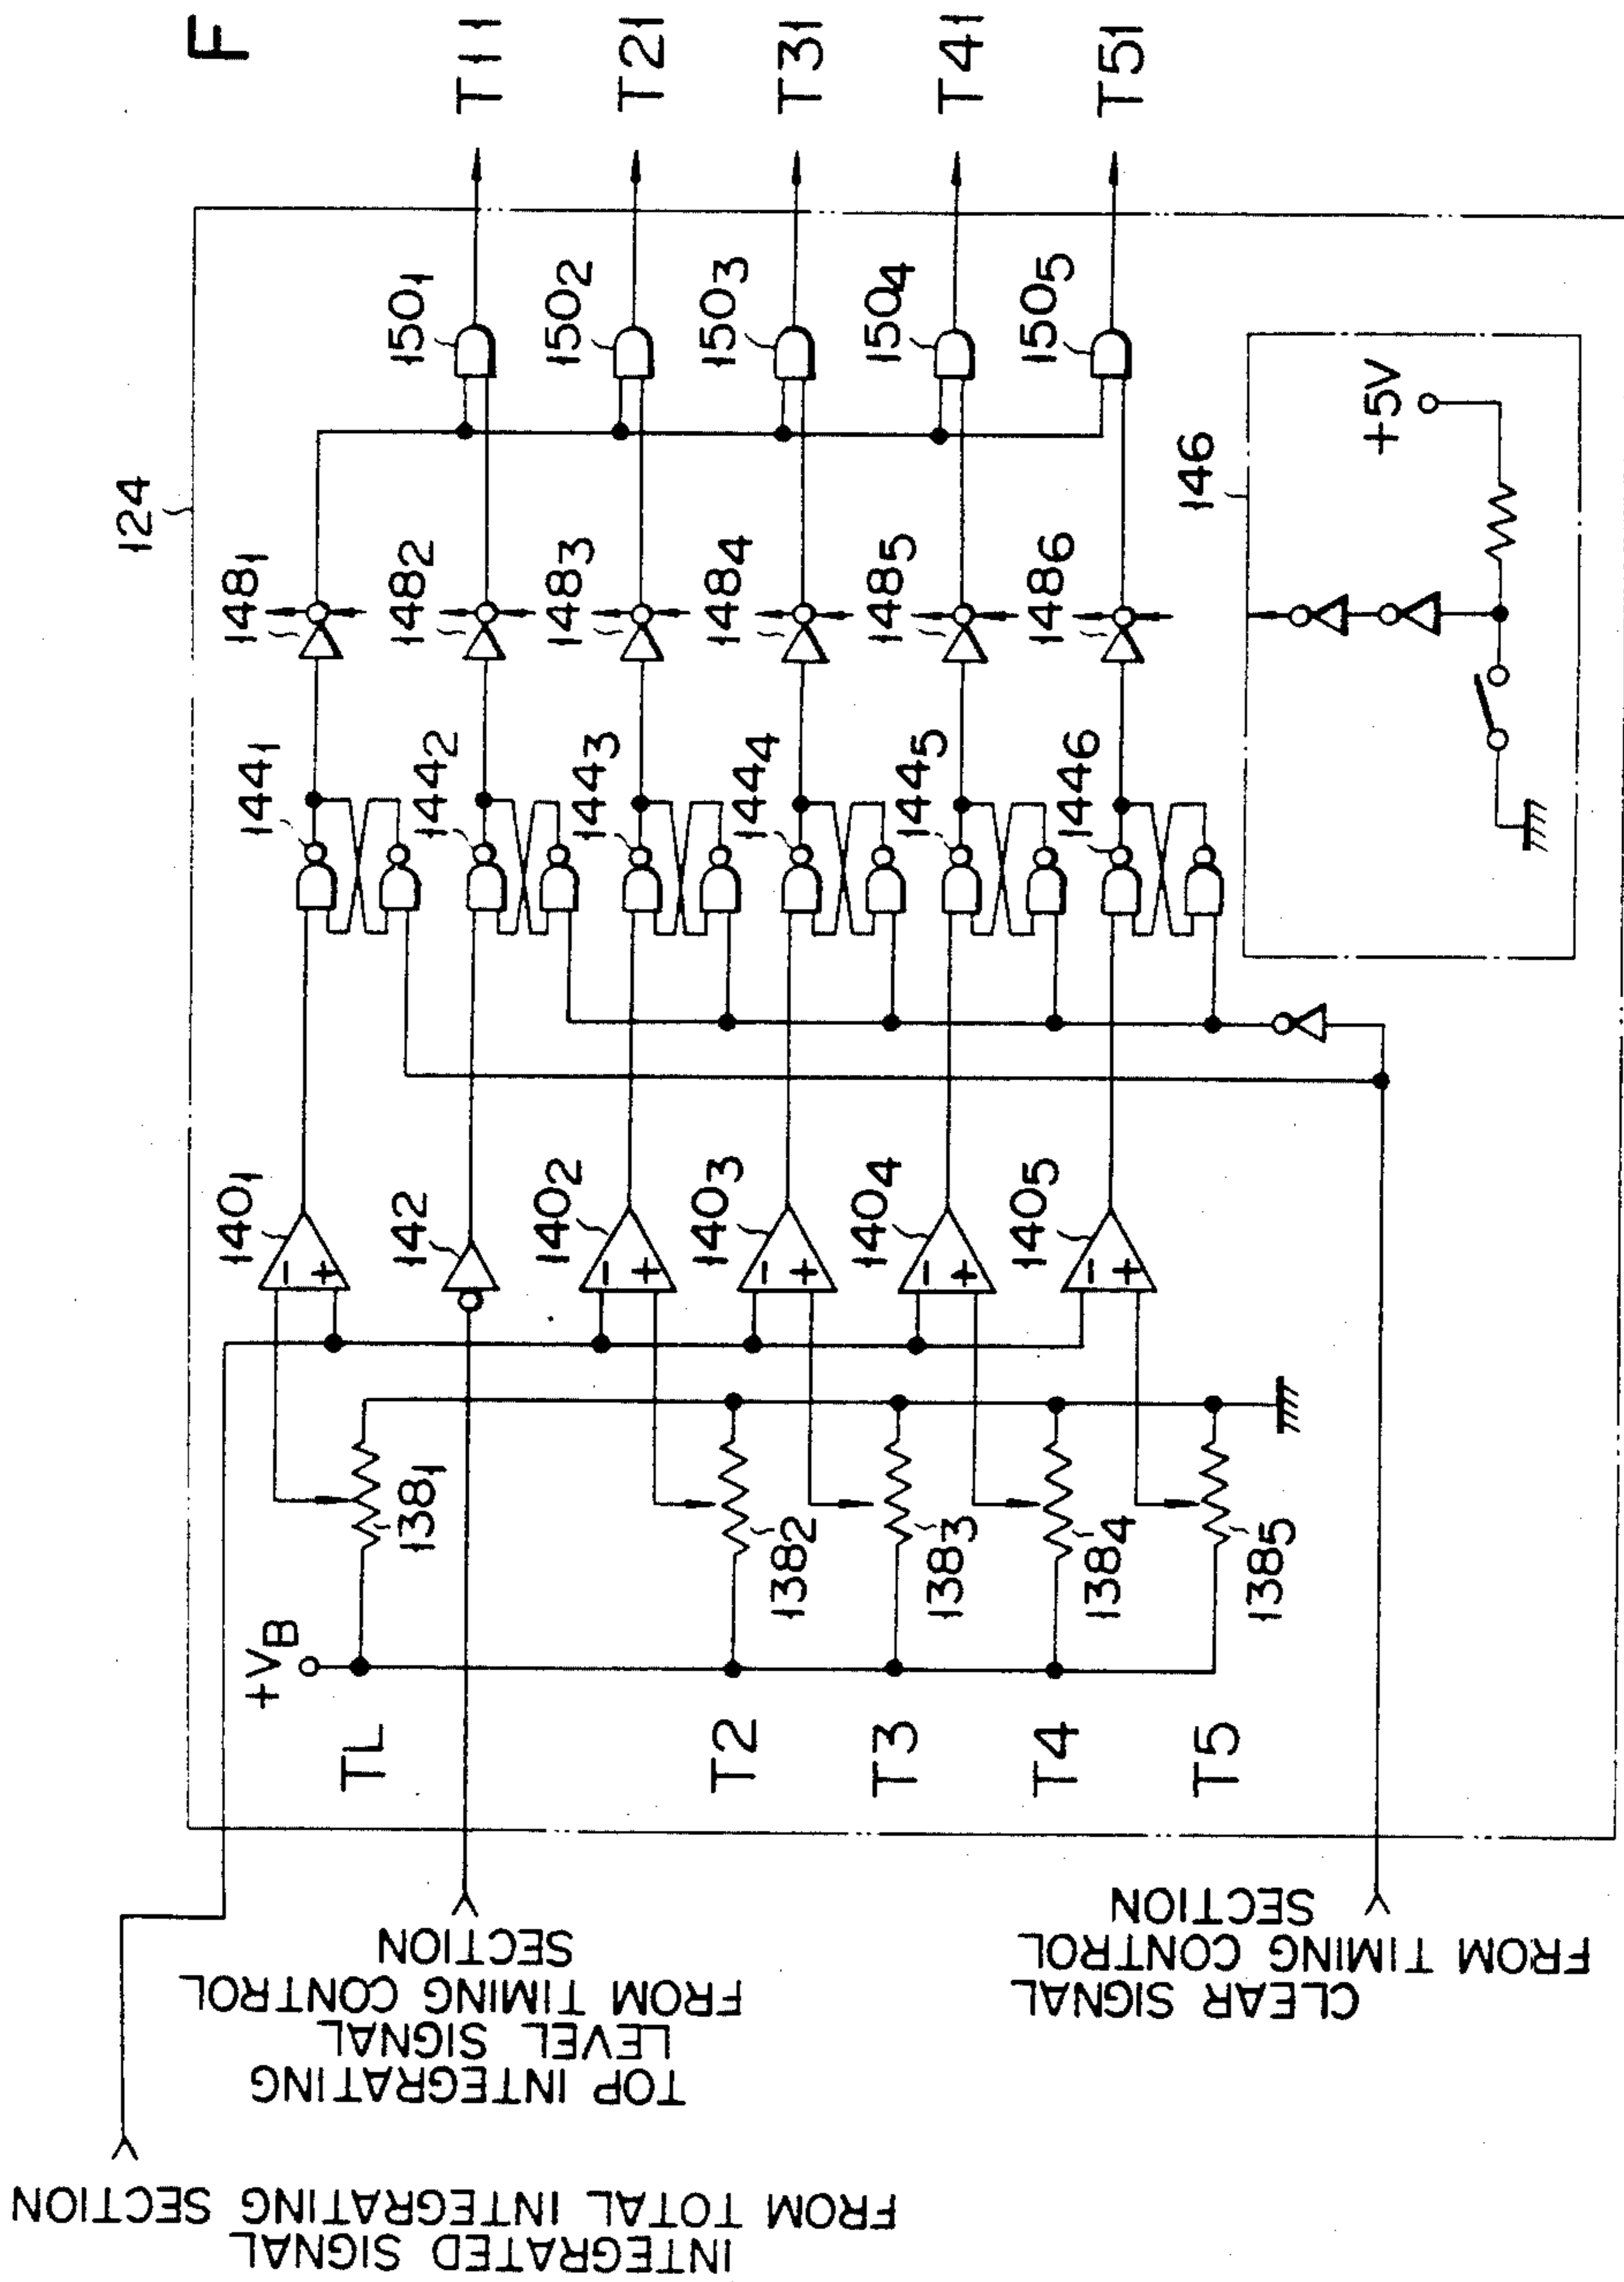 F
124
T11
T21
T31
T41
T51
150₁
150₂
150₃
150₄
150₅
148₁
148₂
148₃
148₄
148₅
148₆
144₁
144₂
144₃
144₄
144₅
144₆
146
+5V
140₁
142
140₂
140₃
140₄
140₅
−
+
−
+
−
+
−
+
−
+
138₁
138₂
138₃
138₄
138₅
+V_B
TL
T2
T3
T4
T5
TOP INTEGRATING
LEVEL SIGNAL
FROM TIMING CONTROL
SECTION
CLEAR SIGNAL
FROM TIMING CONTROL
SECTION
INTEGRATED SIGNAL
FROM TOTAL INTEGRATING SECTION